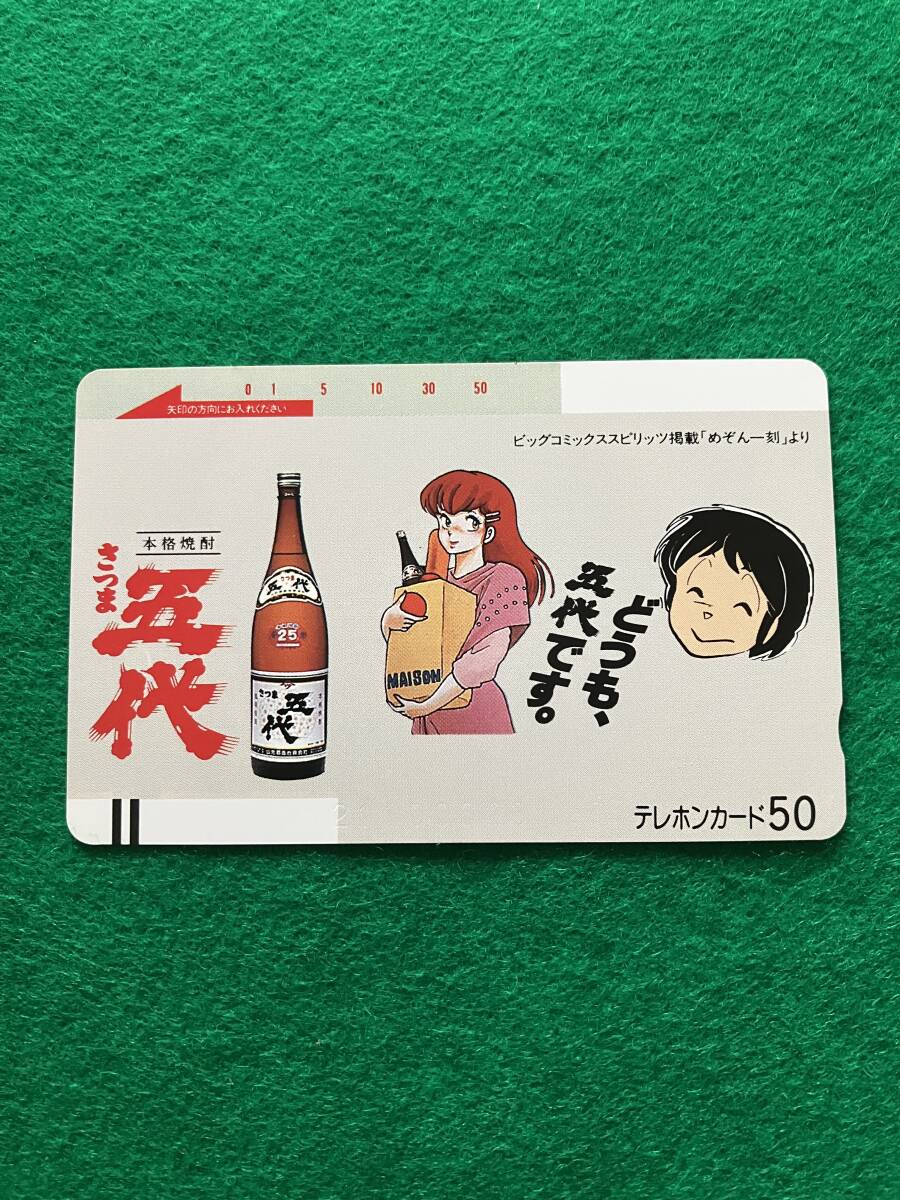 0 1 5 10 30 50
矢印の方向にお入れください
ビッグコミックススピリッツ掲載「めぞん一刻」より
本格焼酎
さつま
五代
五代
25
さつま
五代
MAISON
どうも、
五代です。
テレホンカード50